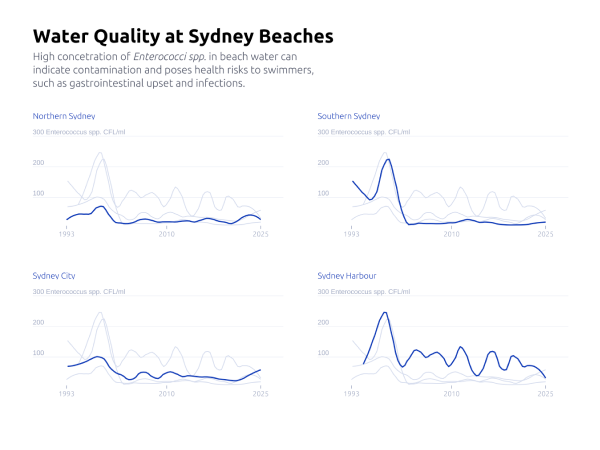 Water Quality at Sydney Beaches
High concetration of Enterococci spp. in beach water can
indicate contamination and poses health risks to swimmers,
such as gastrointestinal upset and infections.
Northern Sydney
300 Enterococcus spp. CFL/ml
200
100
1993 2010 2025
Southern Sydney
300 Enterococcus spp. CFL/ml
200
100
1993 2010 2025
Sydney City
300 Enterococcus spp. CFL/ml
200
100
1993 2010 2025
Sydney Harbour
300 Enterococcus spp. CFL/ml
200
100
1993 2010 2025